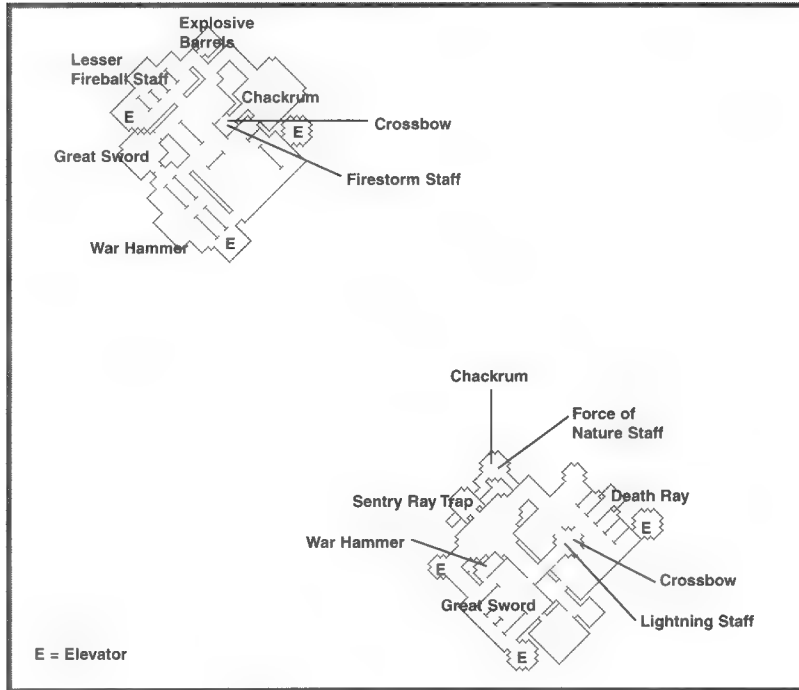 Explosive
Barrels
Lesser
Fireball Staff
Chackrum
E
Crossbow
E
Great Sword
Firestorm Staff
War Hammer
E
Chackrum
Force of
Nature Staff
Sentry Ray Trap
Death Ray
E
War Hammer
E
Crossbow
Great Sword
Lightning Staff
E = Elevator
E